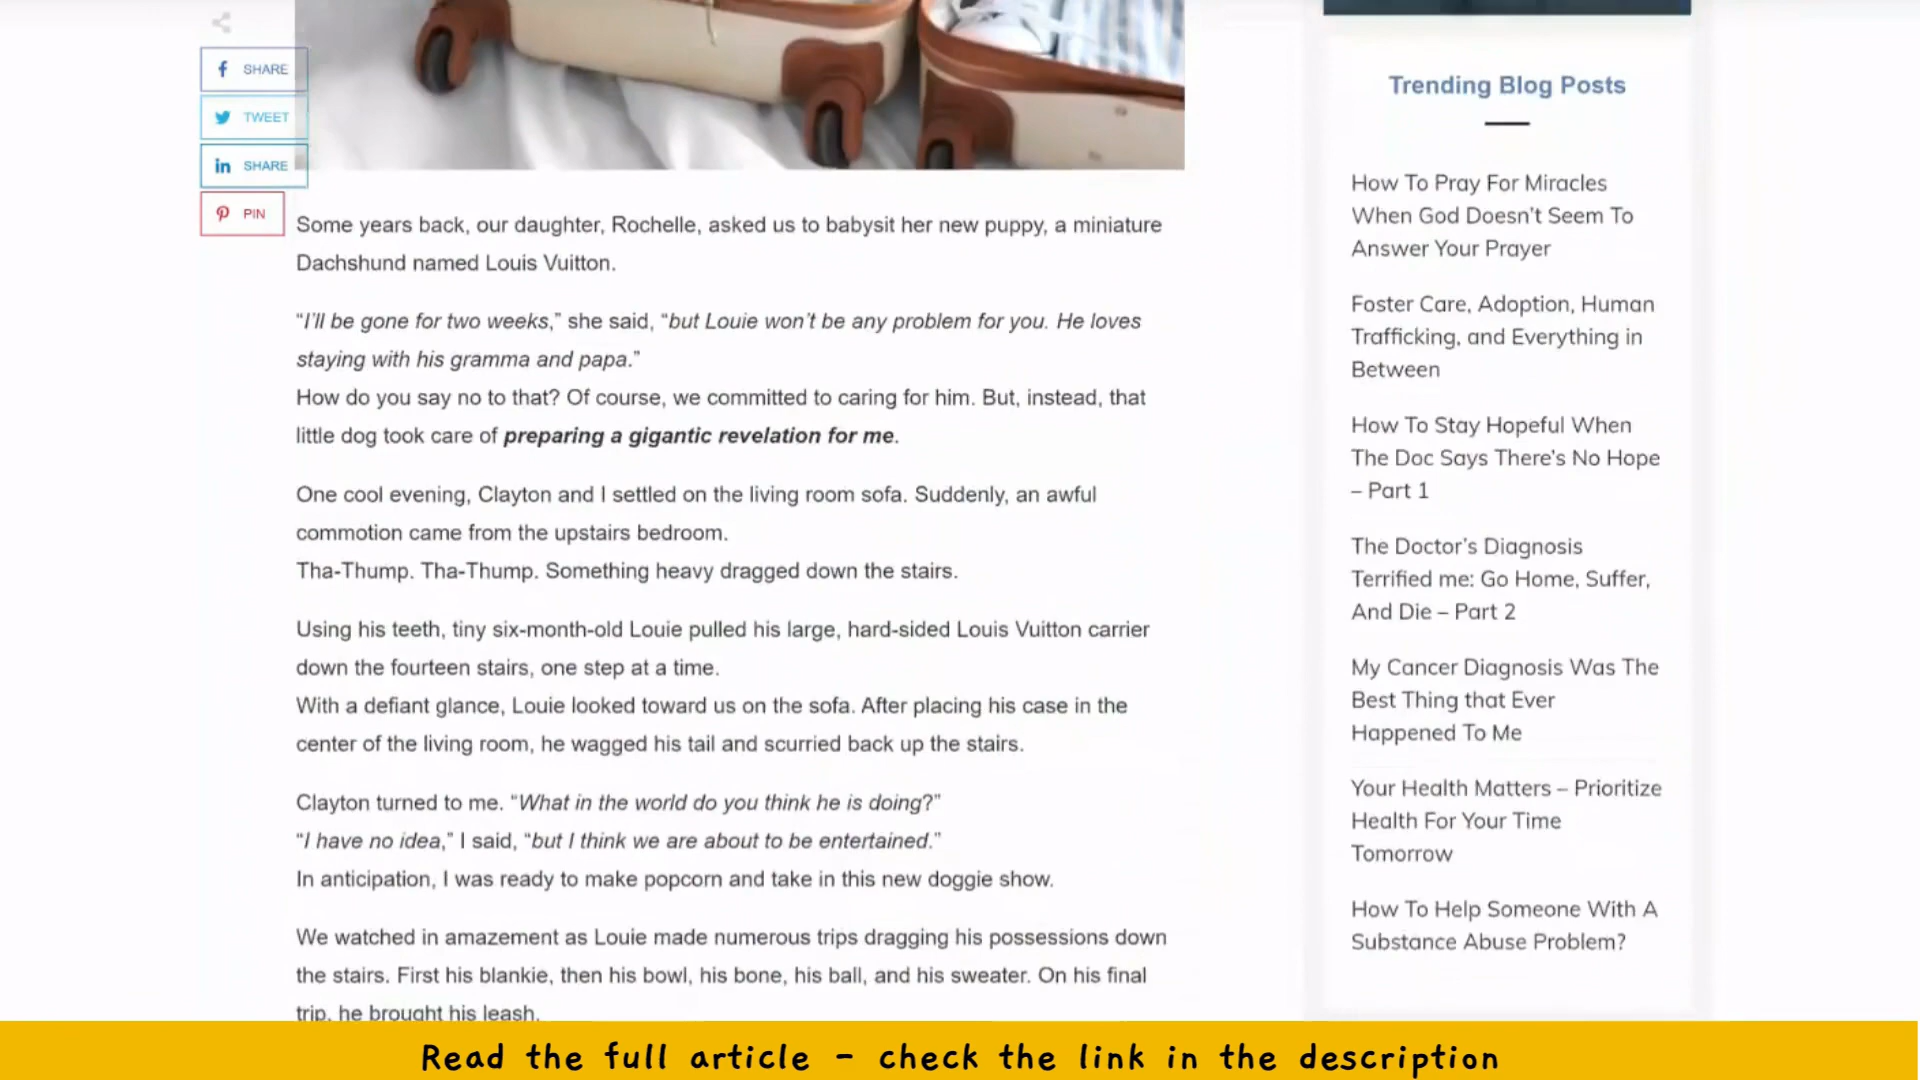 SHARE
TWEET
SHARE
PIN
Some years back, our daughter, Rochelle, asked us to babysit her new puppy, a miniature
Dachshund named Louis Vuitton.
“I’ll be gone for two weeks,” she said, “but Louie won’t be any problem for you. He loves
staying with his gramma and papa.”
How do you say no to that? Of course, we committed to caring for him. But, instead, that
little dog took care of preparing a gigantic revelation for me.
One cool evening, Clayton and I settled on the living room sofa. Suddenly, an awful
commotion came from the upstairs bedroom.
Tha-Thump. Tha-Thump. Something heavy dragged down the stairs.
Using his teeth, tiny six-month-old Louie pulled his large, hard-sided Louis Vuitton carrier
down the fourteen stairs, one step at a time.
With a defiant glance, Louie looked toward us on the sofa. After placing his case in the
center of the living room, he wagged his tail and scurried back up the stairs.
Clayton turned to me. “What in the world do you think he is doing?”
“I have no idea,” I said, “but I think we are about to be entertained.”
In anticipation, I was ready to make popcorn and take in this new doggie show.
We watched in amazement as Louie made numerous trips dragging his possessions down
the stairs. First his blankie, then his bowl, his bone, his ball, and his sweater. On his final
trip, he brought his leash.
Trending Blog Posts
How To Pray For Miracles
When God Doesn’t Seem To
Answer Your Prayer
Foster Care, Adoption, Human
Trafficking, and Everything in
Between
How To Stay Hopeful When
The Doc Says There’s No Hope
– Part 1
The Doctor’s Diagnosis
Terrified me: Go Home, Suffer,
And Die – Part 2
My Cancer Diagnosis Was The
Best Thing that Ever
Happened To Me
Your Health Matters – Prioritize
Health For Your Time
Tomorrow
How To Help Someone With A
Substance Abuse Problem?
Read the full article - check the link in the description